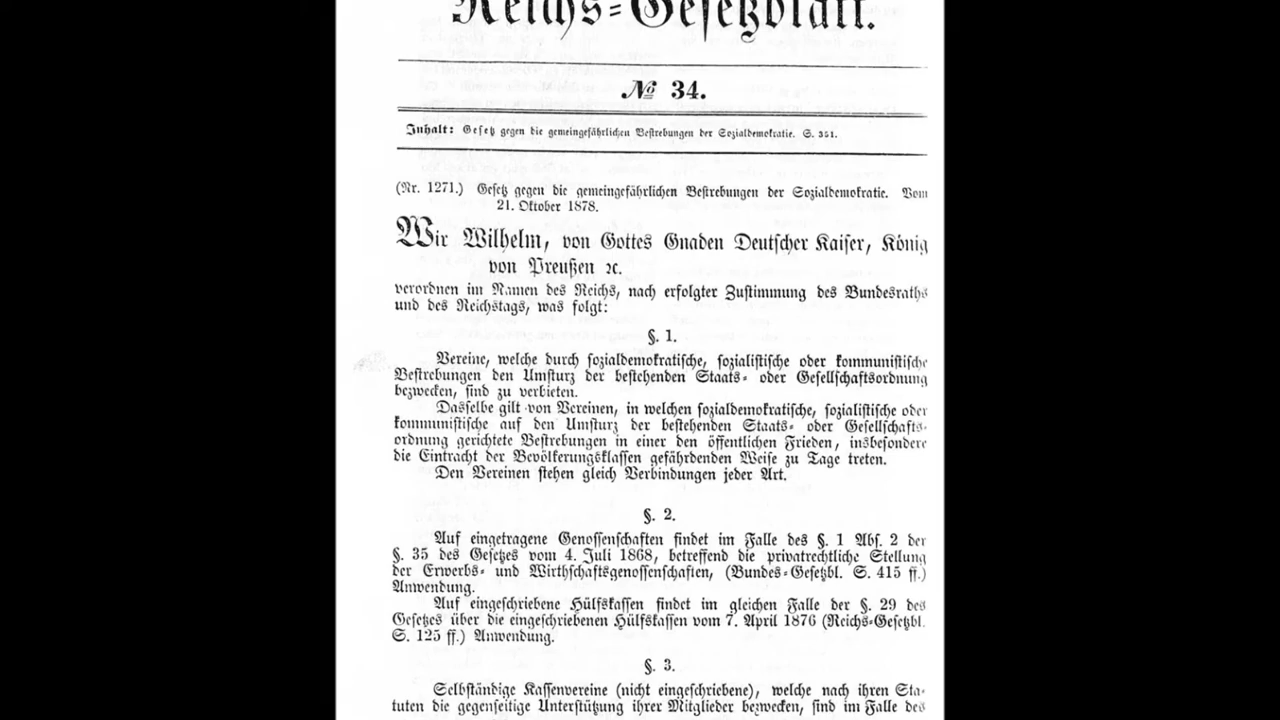 Reichs-Gesetzblatt.
№ 34.
Inhalt: Gesetz gegen die gemeingefährlichen Bestrebungen der Sozialdemokratie. S. 351.
(Nr. 1271.) Gesetz gegen die gemeingefährlichen Bestrebungen der Sozialdemokratie. Vom
21. Oktober 1878.
Wir Wilhelm, von Gottes Gnaden Deutscher Kaiser, König
von Preußen ꝛc.
verordnen im Namen des Reichs, nach erfolgter Zustimmung des Bundesraths
und des Reichstags, was folgt:
§. 1.
Vereine, welche durch sozialdemokratische, sozialistische oder kommunistische
Bestrebungen den Umsturz der bestehenden Staats- oder Gesellschaftsordnung
bezwecken, sind zu verbieten.
Dasselbe gilt von Vereinen, in welchen sozialdemokratische, sozialistische oder
kommunistische auf den Umsturz der bestehenden Staats- oder Gesellschafts-
ordnung gerichtete Bestrebungen in einer den öffentlichen Frieden, insbesondere
die Eintracht der Bevölkerungsklassen gefährdenden Weise zu Tage treten.
Den Vereinen stehen gleich Verbindungen jeder Art.
§. 2.
Auf eingetragene Genossenschaften findet im Falle des §. 1 Abs. 2 der
§. 35 des Gesetzes vom 4. Juli 1868, betreffend die privatrechtliche Stellung
der Erwerbs- und Wirthschaftsgenossenschaften, (Bundes-Gesetzbl. S. 415 ff.)
Anwendung.
Auf eingeschriebene Hülfskassen findet im gleichen Falle der §. 29 des
Gesetzes über die eingeschriebenen Hülfskassen vom 7. April 1876 (Reichs-Gesetzbl.
S. 125 ff.) Anwendung.
§. 3.
Selbständige Kassenvereine (nicht eingeschriebene), welche nach ihren Sta-
tuten die gegenseitige Unterstützung ihrer Mitglieder bezwecken, sind im Falle des